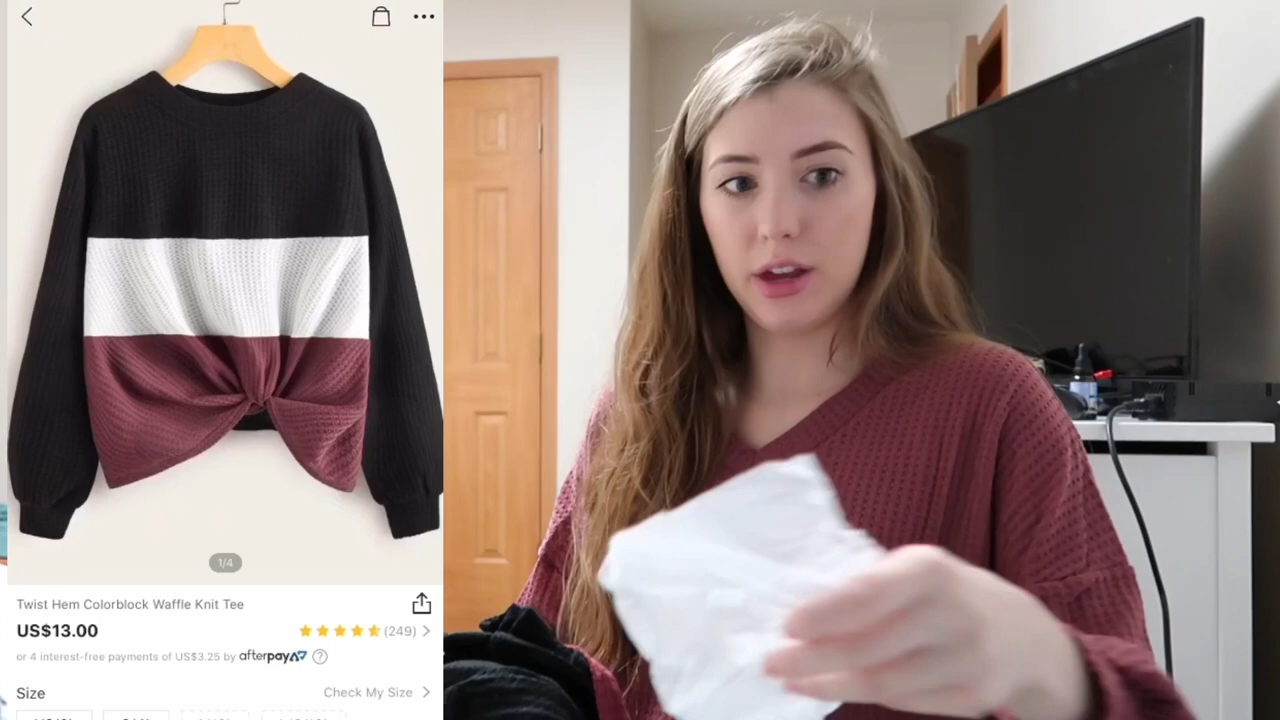 1/4
Twist Hem Colorblock Waffle Knit Tee
US$13.00
(249)
or 4 interest-free payments of US$3.25 by afterpay
?
Size
Check My Size